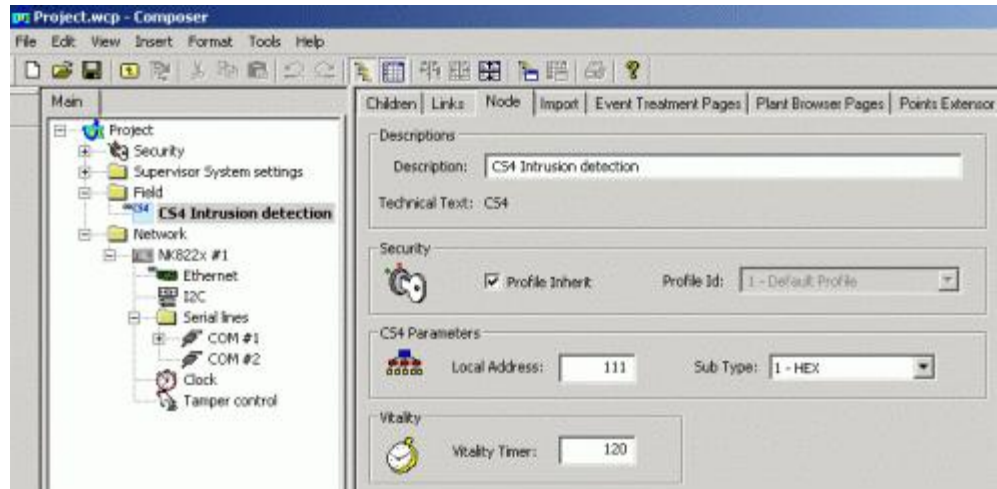 Project.wcp - Composer
File Edit View Insert Format Tools Help
Main
Project
Security
Supervisor System settings
Field
CS4 CS4 Intrusion detection
Network
NK822x #1
Ethernet
I2C
Serial lines
COM #1
COM #2
Clock
Tamper control
Children Links Node Import Event Treatment Pages Plant Browser Pages Points Extensor
Descriptions
Description: CS4 Intrusion detection
Technical Text: CS4
Security
Profile Inherit Profile Id: 1 - Default Profile
CS4 Parameters
Local Address: 111 Sub Type: 1 - HEX
Vitality
Vitality Timer: 120